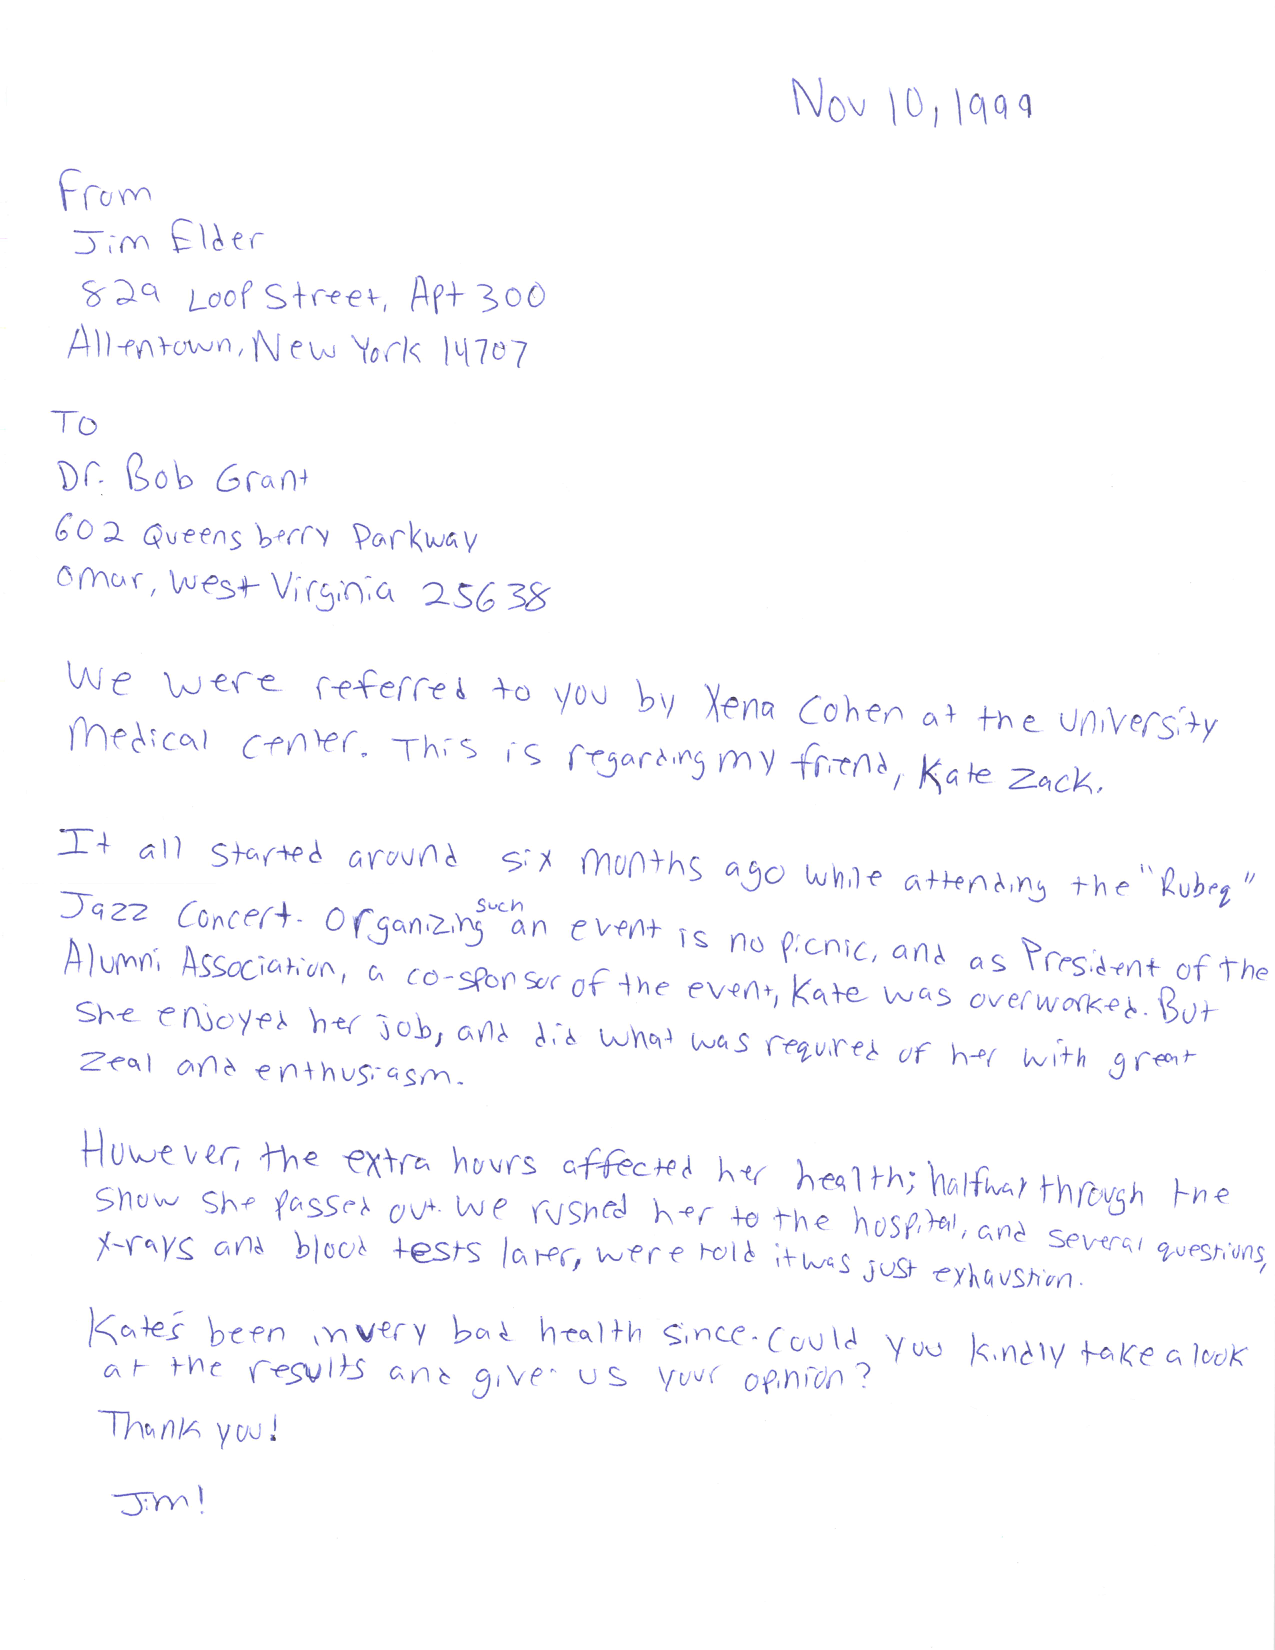 Nov 10, 1999
From
Jim Elder
829 Loop Street, Apt 300
Allentown, New York 14707
To
Dr. Bob Grant
602 Queensberry Parkway
Omar, West Virginia 25638
We were referred to you by Xena Cohen at the University
Medical Center. This is regarding my friend, Kate Zack.
It all started around six months ago while attending the "Rubeq"
Jazz Concert. Organizing such an event is no picnic, and as President of the
Alumni Association, a co-sponsor of the event, Kate was overworked. But
she enjoyed her job, and did what was required of her with great
zeal and enthusiasm.
However, the extra hours affected her health; halfway through the
show she passed out. We rushed her to the hospital, and several questions,
x-rays and blood tests later, were told it was just exhaustion.
Kate's been in very bad health since. Could you kindly take a look
at the results and give us your opinion?
Thank you!
Jim!